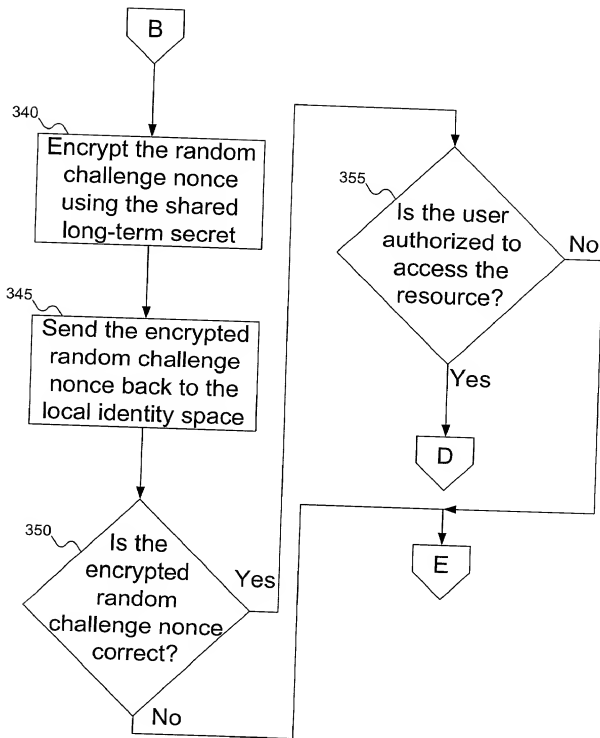 B
340
Encrypt the random
challenge nonce
using the shared
long-term secret
345
Send the encrypted
random challenge
nonce back to the
local identity space
350
Is the
encrypted
random
challenge nonce
correct?
Yes
No
355
Is the user
authorized to
access the
resource?
No
Yes
D
E